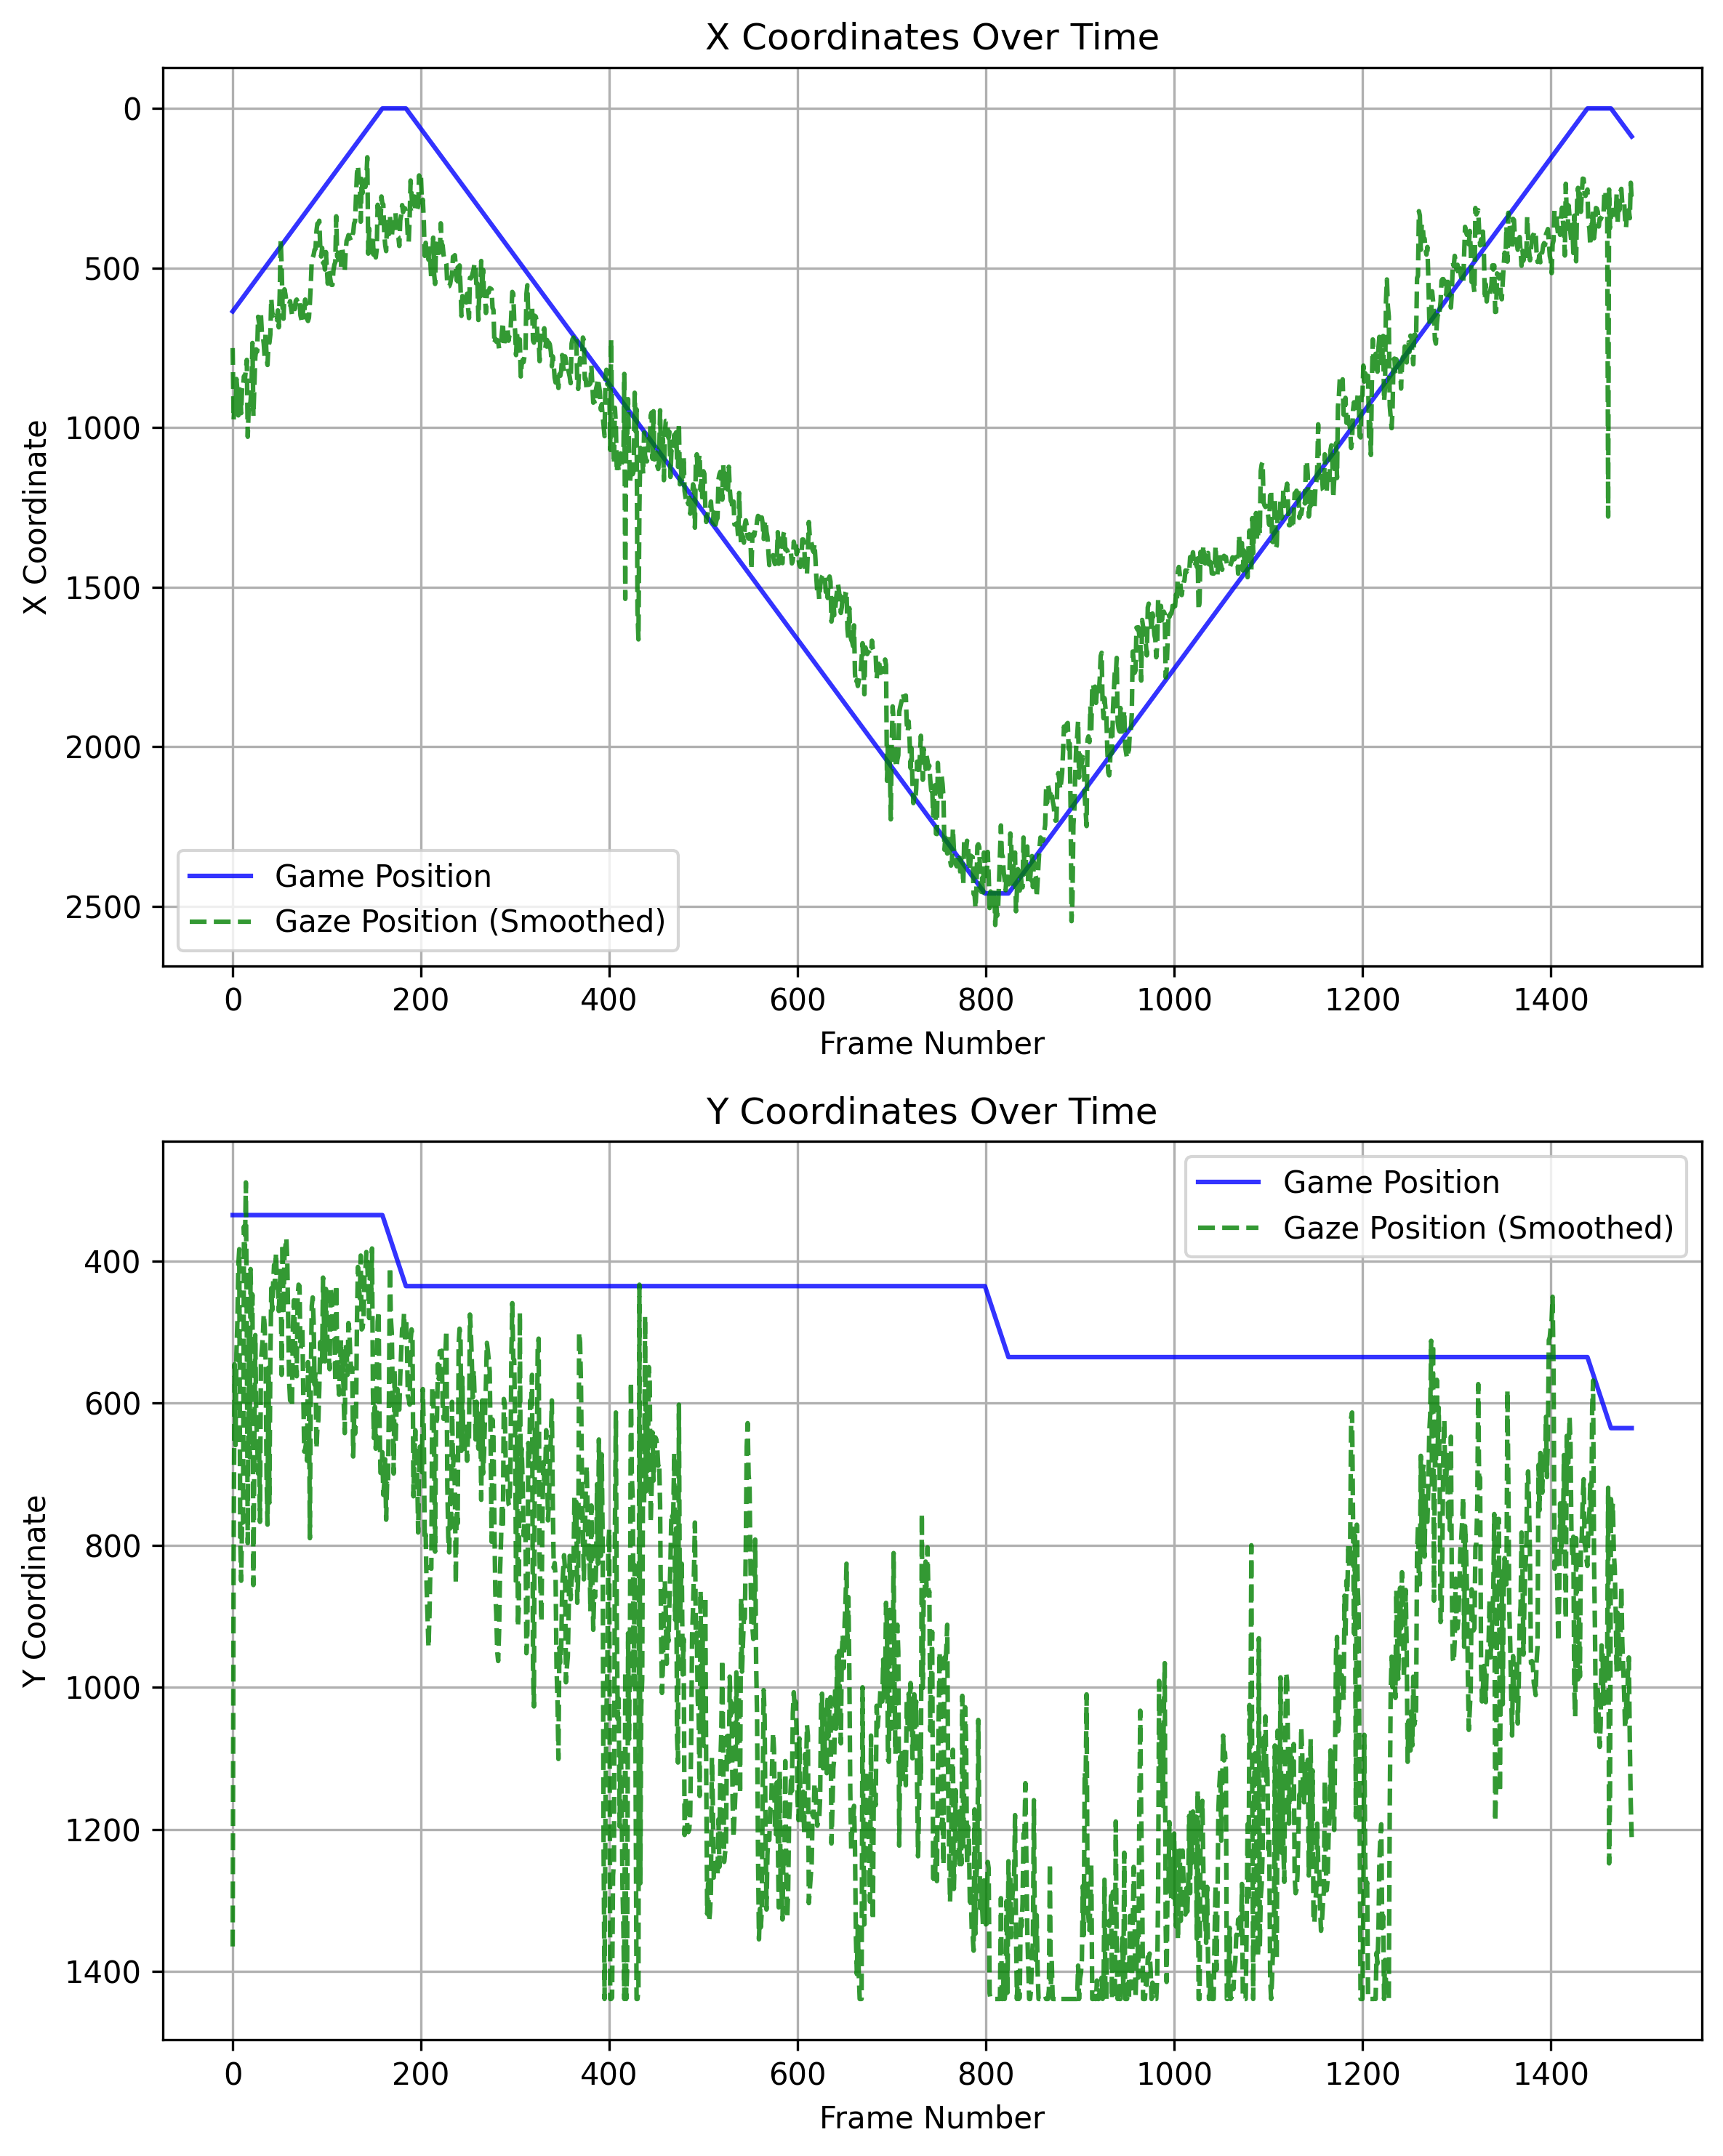 X Coordinates Over Time
0
500
1000
1500
2000
2500
X Coordinate
Game Position
Gaze Position (Smoothed)
0 200 400 600 800 1000 1200 1400
Frame Number
Y Coordinates Over Time
Game Position
Gaze Position (Smoothed)
400
600
800
1000
1200
1400
Y Coordinate
0 200 400 600 800 1000 1200 1400
Frame Number